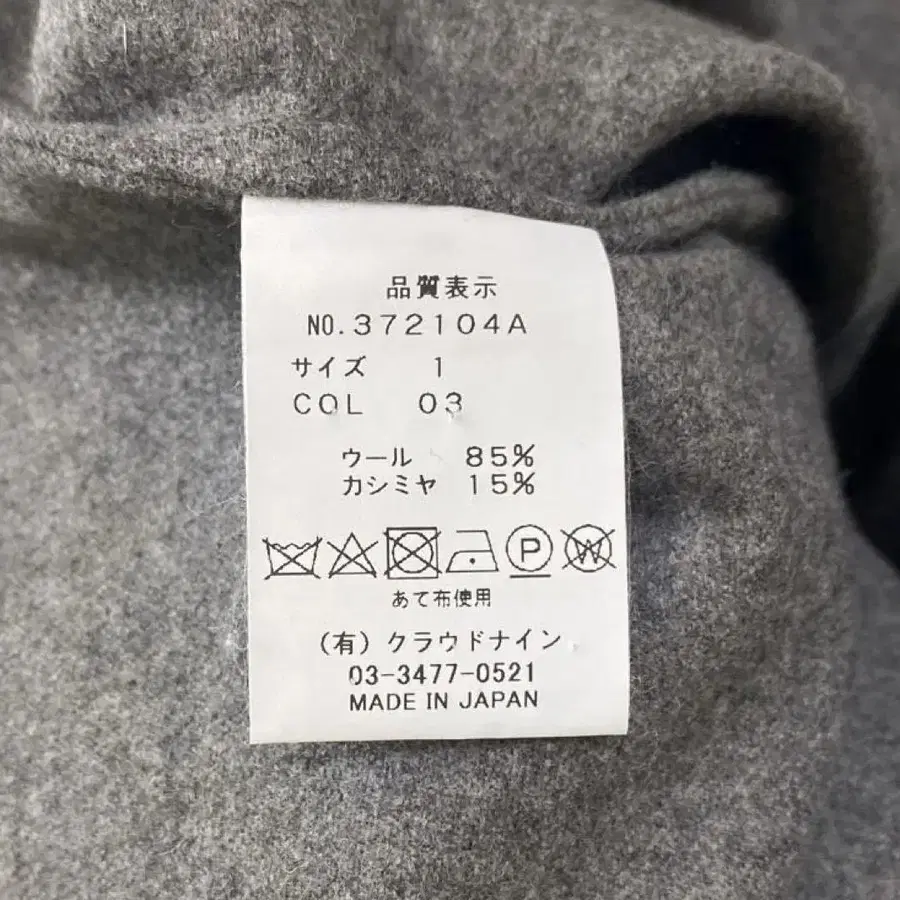 品質表示
NO.372104A
サイズ 1
COL 03
ウール 85%
カシミヤ 15%
P W
あて布使用
(有)クラウドナイン
03-3477-0521
MADE IN JAPAN